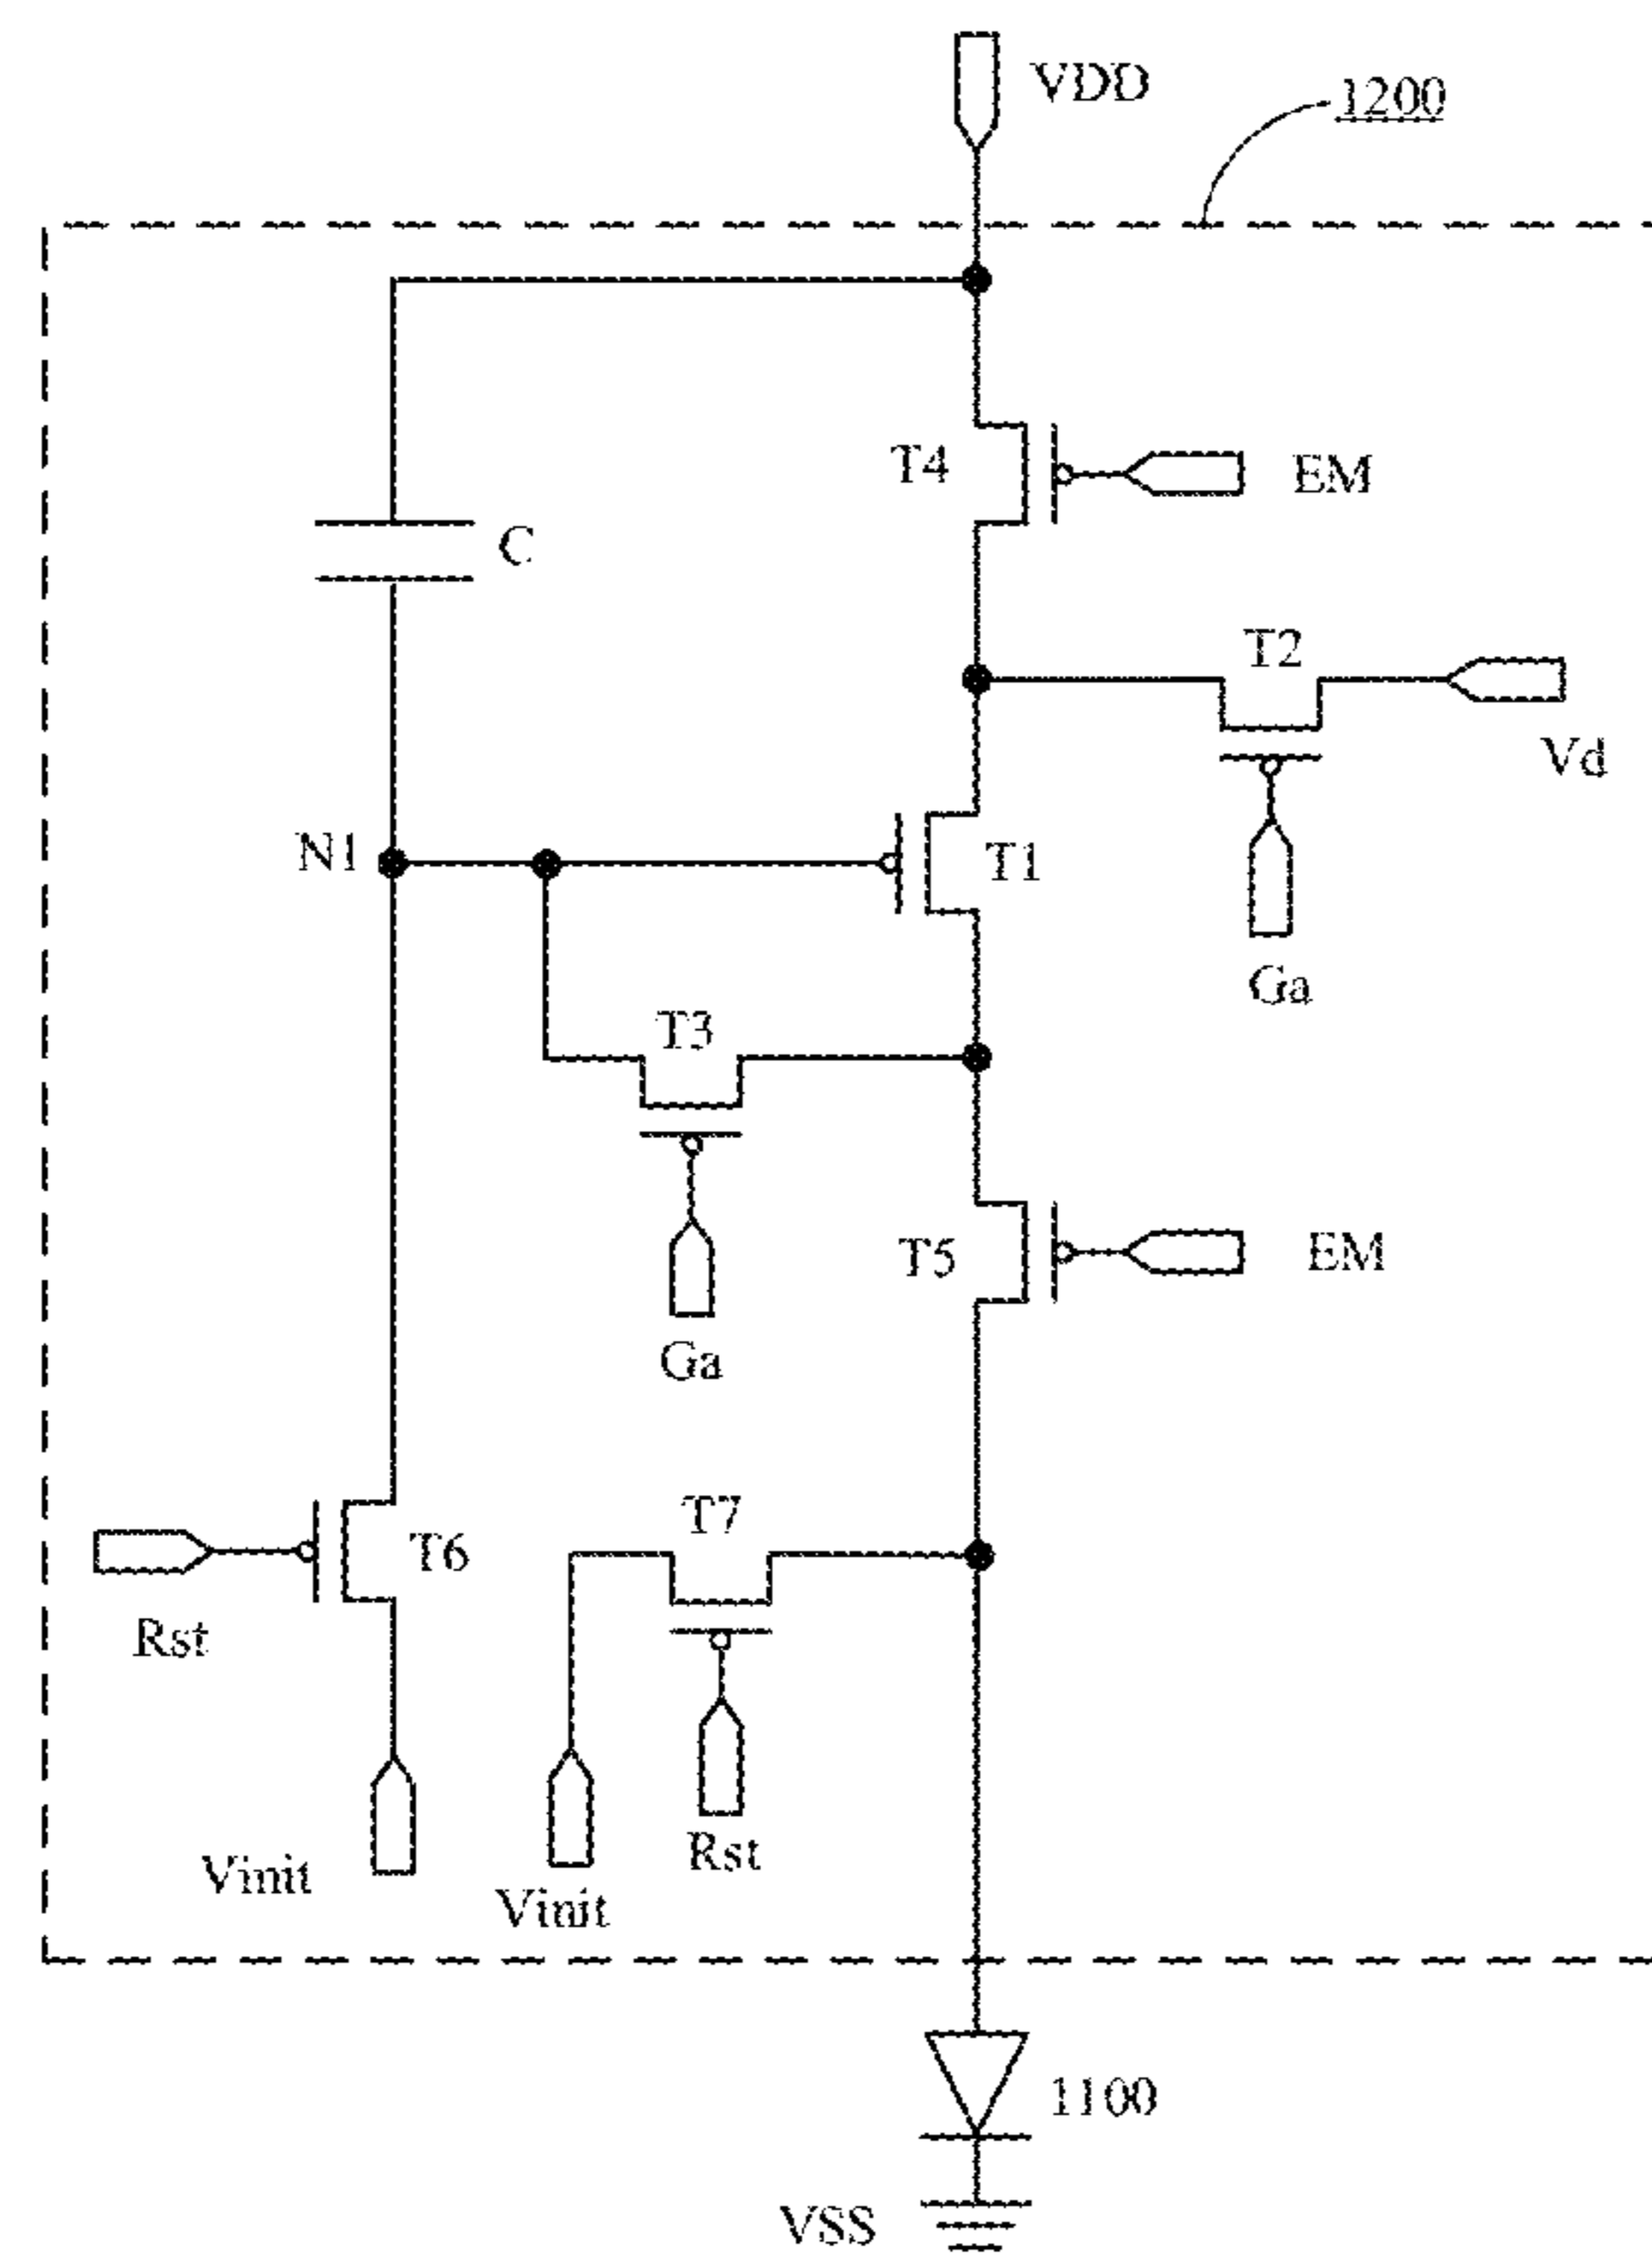 VDD
1200
T4
EM
C
T2
Vd
N1
T1
Ga
T3
T5
EM
Ga
T7
T6
Rst
Rst
Vinit
Vinit
1100
VSS